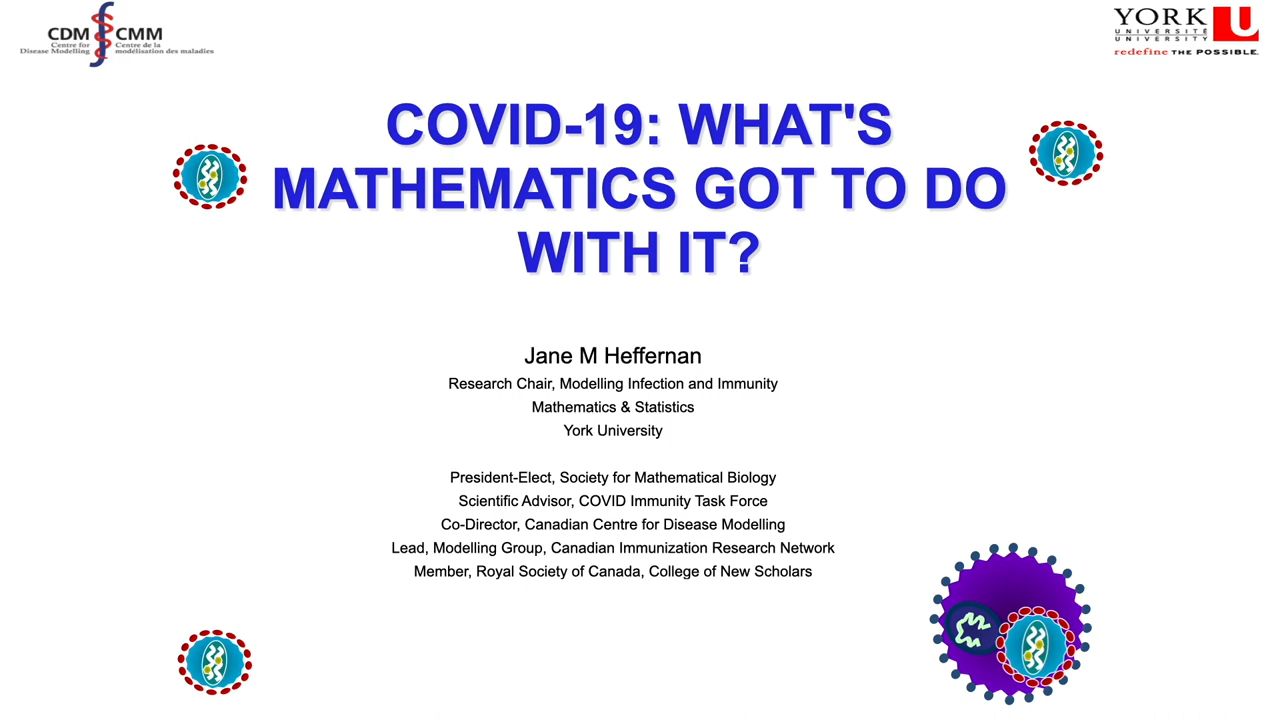 CDM CMM
Centre for Disease Modelling
Centre de la modélisation des maladies
YORK U
UNIVERSITÉ
UNIVERSITY
redefine THE POSSIBLE.
COVID-19: WHAT'S
MATHEMATICS GOT TO DO
WITH IT?
Jane M Heffernan
Research Chair, Modelling Infection and Immunity
Mathematics & Statistics
York University
President-Elect, Society for Mathematical Biology
Scientific Advisor, COVID Immunity Task Force
Co-Director, Canadian Centre for Disease Modelling
Lead, Modelling Group, Canadian Immunization Research Network
Member, Royal Society of Canada, College of New Scholars